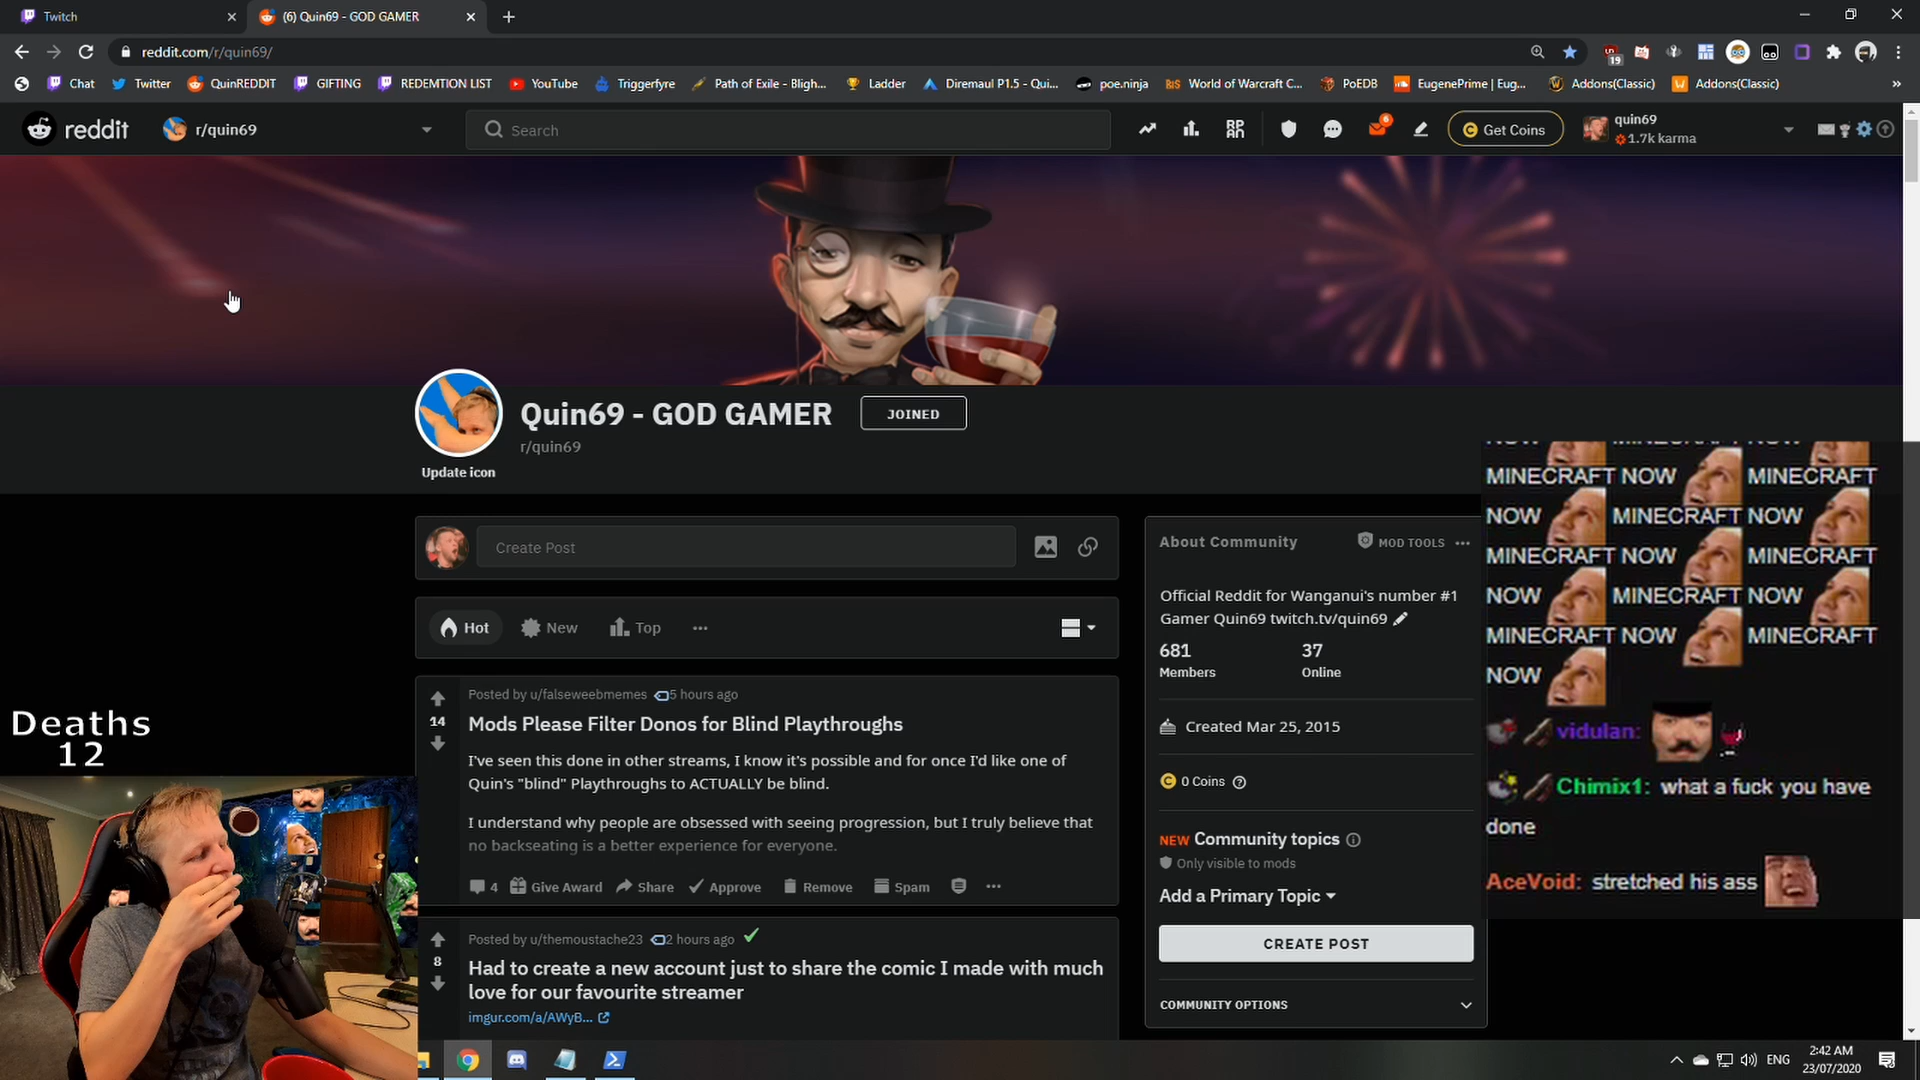 Twitch
(6) Quin69 - GOD GAMER
reddit.com/r/quin69/
19
Chat Twitter QuinREDDIT GIFTING REDEMTION LIST YouTube Triggerfyre Path of Exile - Bligh... Ladder Diremaul P1.5 - Qui... poe.ninja World of Warcraft C... PoEDB EugenePrime | Eug... Addons(Classic) Addons(Classic) »
reddit r/quin69 Search
6
Get Coins
quin69
1.7k karma
Quin69 - GOD GAMER
JOINED
r/quin69
Update icon
Create Post
Hot New Top
Posted by u/falseweebmemes 5 hours ago
14
Mods Please Filter Donos for Blind Playthroughs
I've seen this done in other streams, I know it's possible and for once I'd like one of
Quin's "blind" Playthroughs to ACTUALLY be blind.
I understand why people are obsessed with seeing progression, but I truly believe that
no backseating is a better experience for everyone.
4 Give Award Share Approve Remove Spam
Posted by u/themoustache23 2 hours ago
8
Had to create a new account just to share the comic I made with much
love for our favourite streamer
imgur.com/a/AWyB...
About Community MOD TOOLS
Official Reddit for Wanganui's number #1
Gamer Quin69 twitch.tv/quin69
681 37
Members Online
Created Mar 25, 2015
0 Coins
NEW Community topics
Only visible to mods
Add a Primary Topic
CREATE POST
COMMUNITY OPTIONS
MINECRAFT NOW MINECRAFT
NOW MINECRAFT NOW
MINECRAFT NOW MINECRAFT
NOW MINECRAFT NOW
MINECRAFT NOW MINECRAFT
NOW
vidulan:
Chimix1: what a fuck you have
done
AceVoid: stretched his ass
Deaths
12
ENG
2:42 AM
23/07/2020